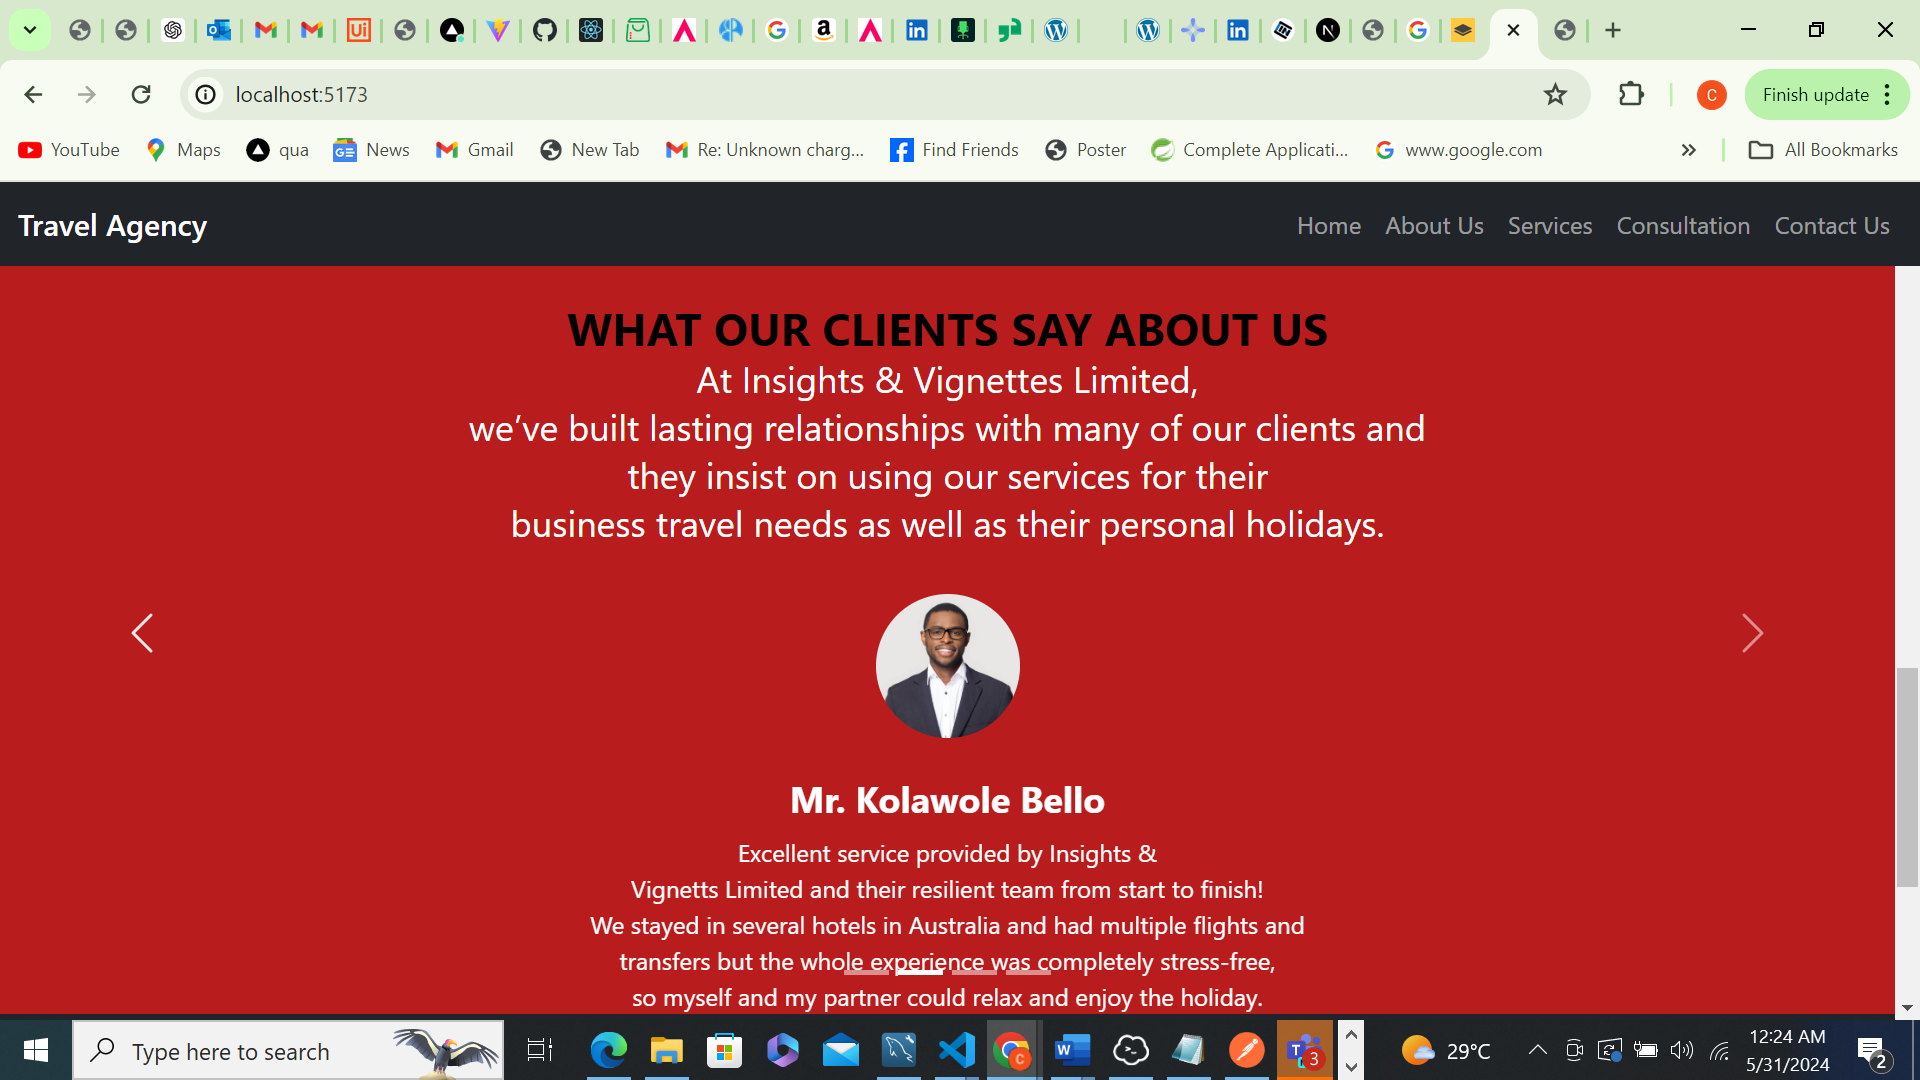 localhost:5173
Finish update
C
YouTube
Maps
qua
News
Gmail
New Tab
Re: Unknown charg...
Find Friends
Poster
Complete Applicati...
www.google.com
All Bookmarks
Travel Agency
Home
About Us
Services
Consultation
Contact Us
WHAT OUR CLIENTS SAY ABOUT US
At Insights & Vignettes Limited,
we’ve built lasting relationships with many of our clients and
they insist on using our services for their
business travel needs as well as their personal holidays.
Mr. Kolawole Bello
Excellent service provided by Insights &
Vignetts Limited and their resilient team from start to finish!
We stayed in several hotels in Australia and had multiple flights and
transfers but the whole experience was completely stress-free,
so myself and my partner could relax and enjoy the holiday.
Type here to search
3
29°C
12:24 AM
5/31/2024
2